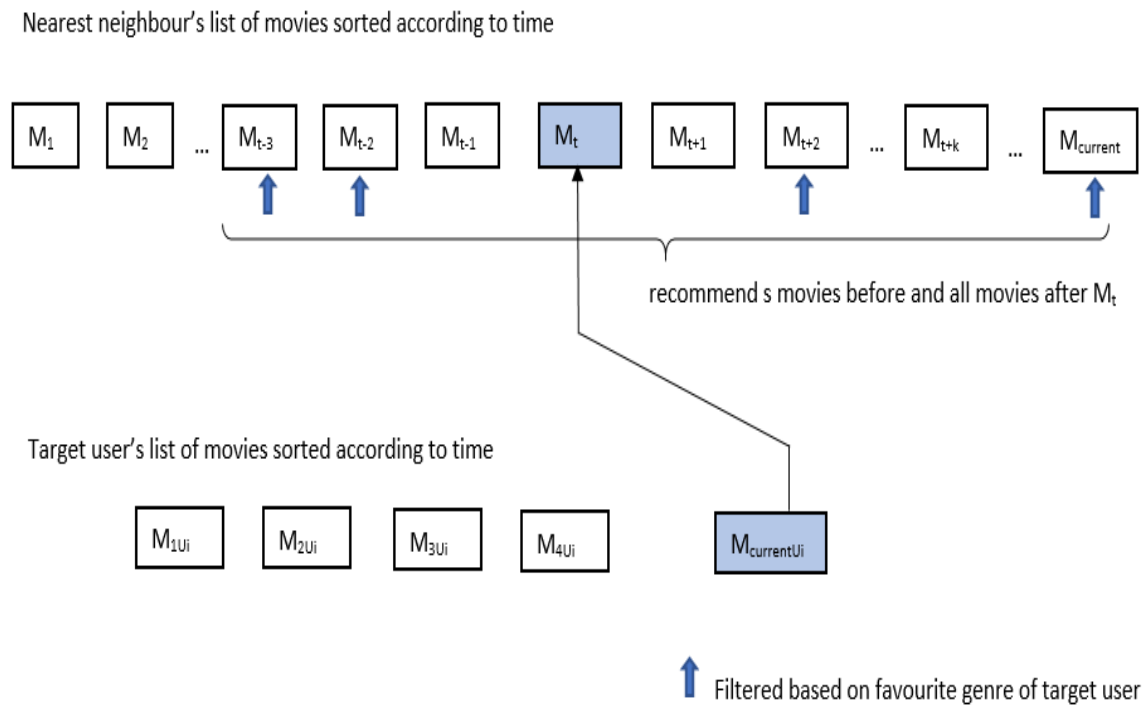 Nearest neighbour's list of movies sorted according to time
M1 M2 ... Mt-3 Mt-2 Mt-1 Mt Mt+1 Mt+2 ... Mt+k ... Mcurrent
recommend s movies before and all movies after Mt
Target user's list of movies sorted according to time
M1Ui M2Ui M3Ui M4Ui McurrentUi
Filtered based on favourite genre of target user